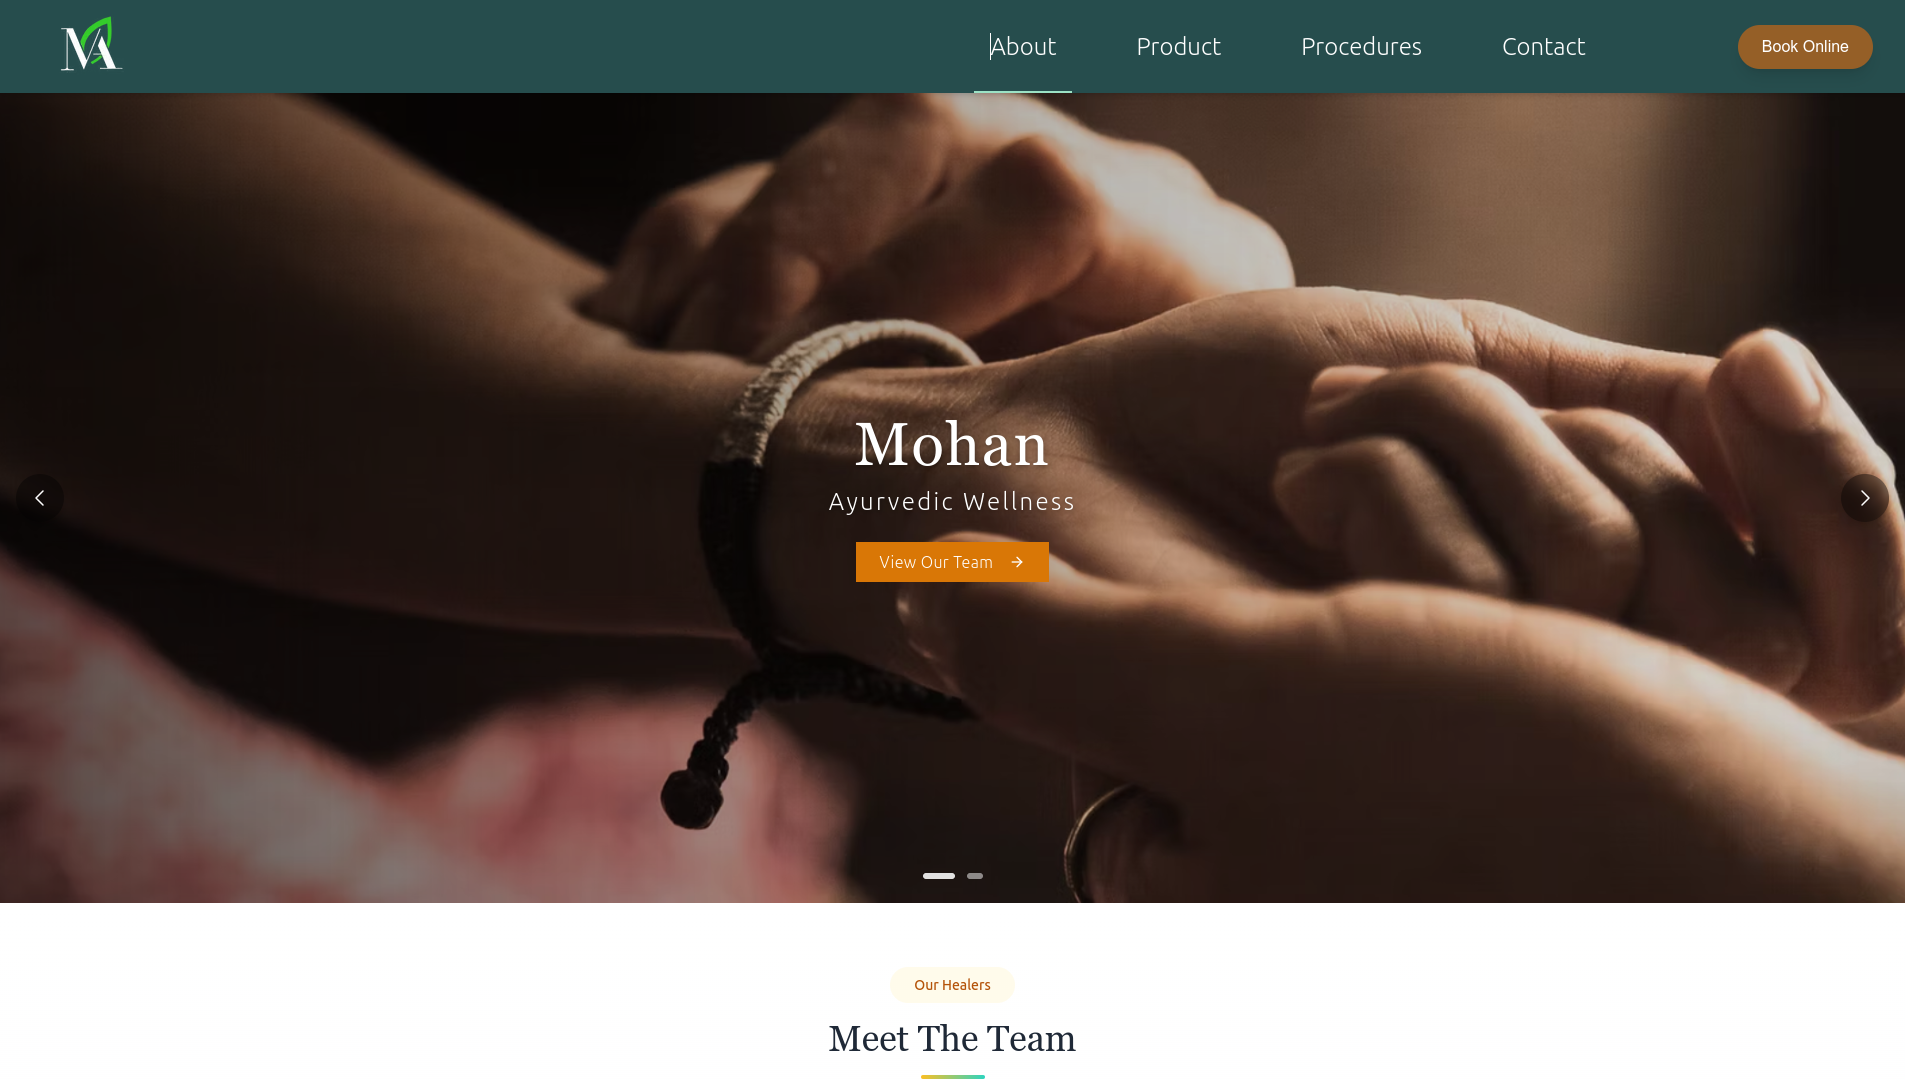 MA
About
Product
Procedures
Contact
Book Online
Mohan
Ayurvedic Wellness
View Our Team
Our Healers
Meet The Team